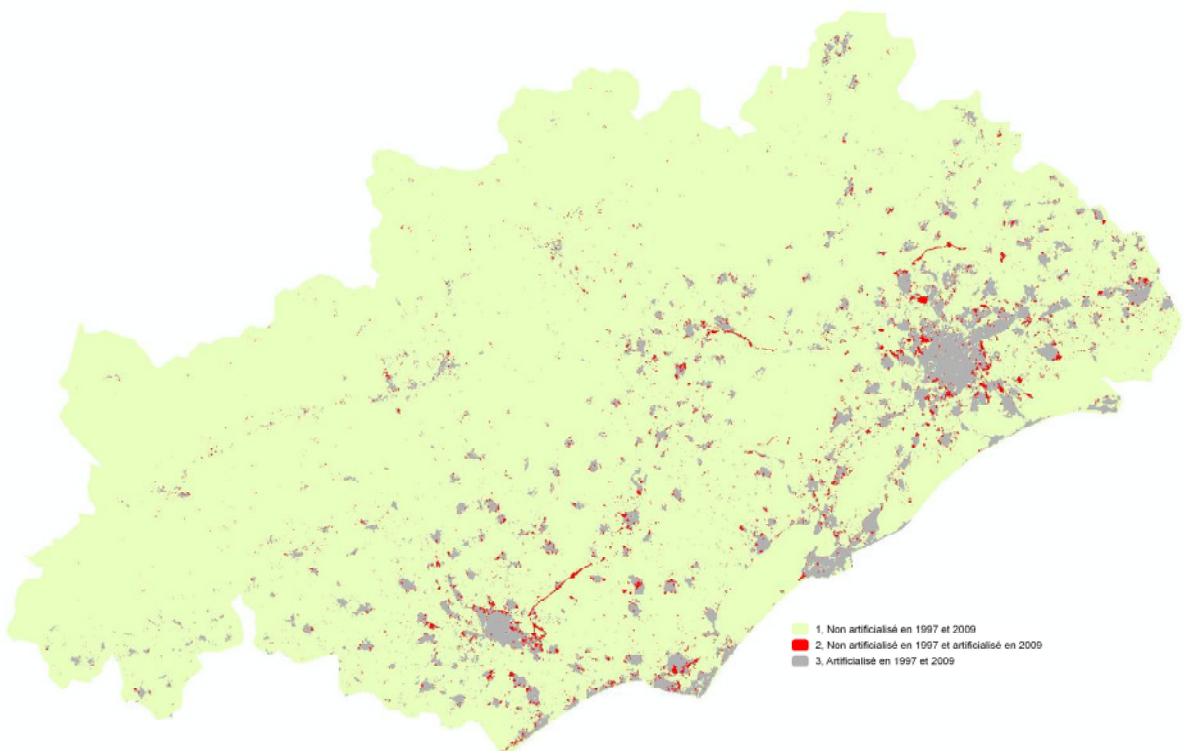 1, Non artificialisé en 1997 et 2009
2, Non artificialisé en 1997 et artificialisé en 2009
3, Artificialisé en 1997 et 2009